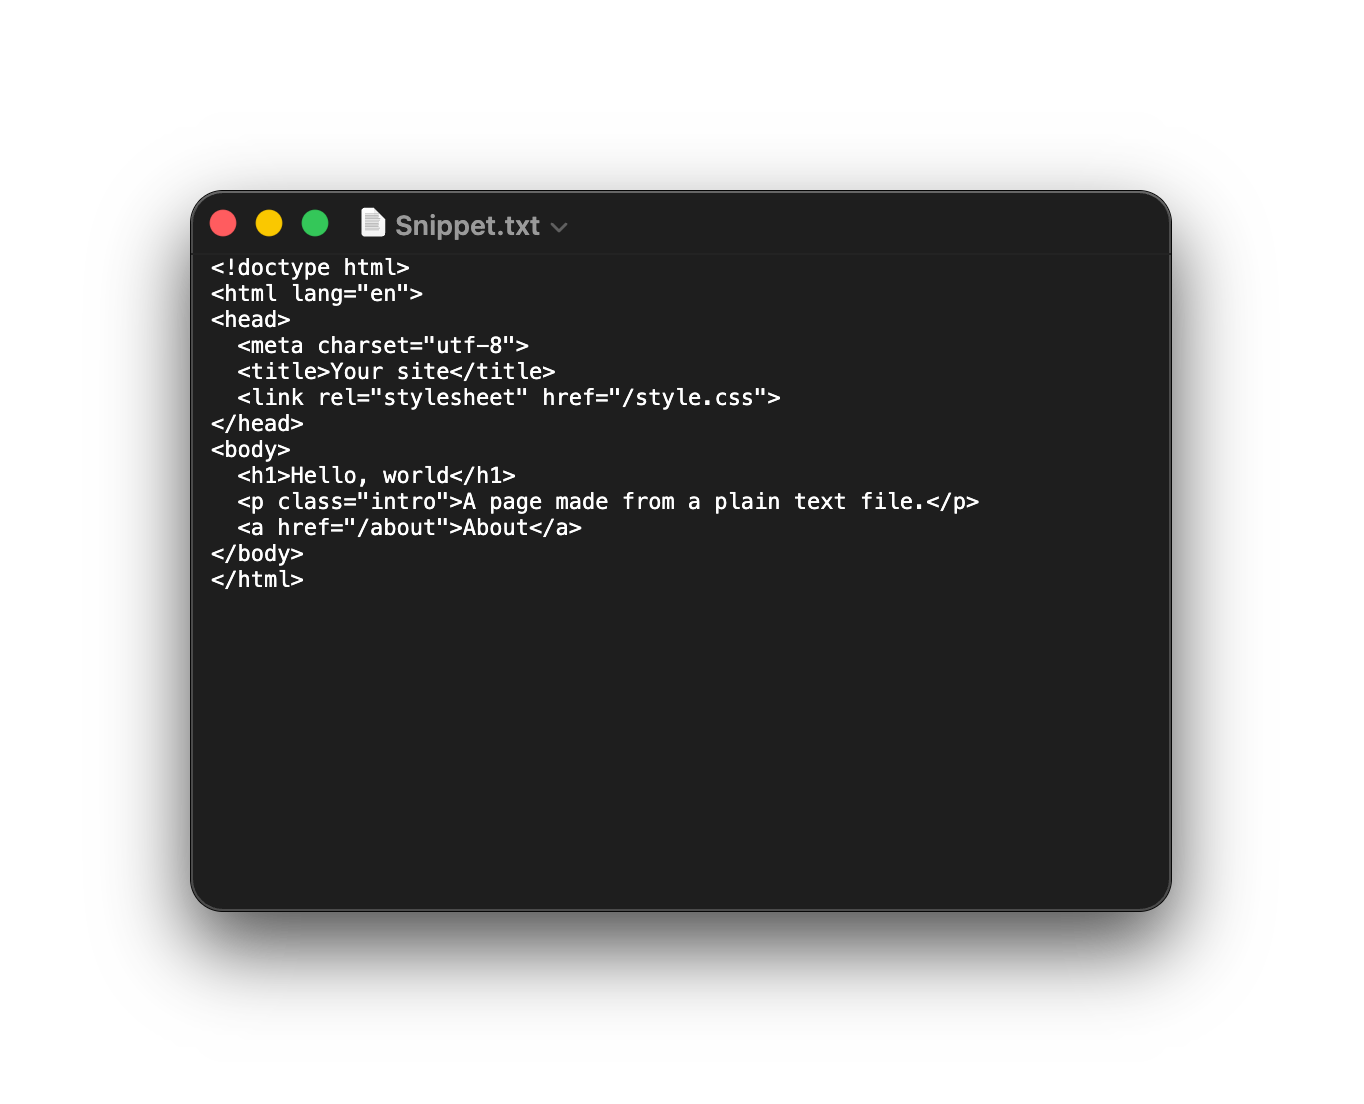 Snippet.txt
<!doctype html>
<html lang="en">
<head>
  <meta charset="utf-8">
  <title>Your site</title>
  <link rel="stylesheet" href="/style.css">
</head>
<body>
  <h1>Hello, world</h1>
  <p class="intro">A page made from a plain text file.</p>
  <a href="/about">About</a>
</body>
</html>